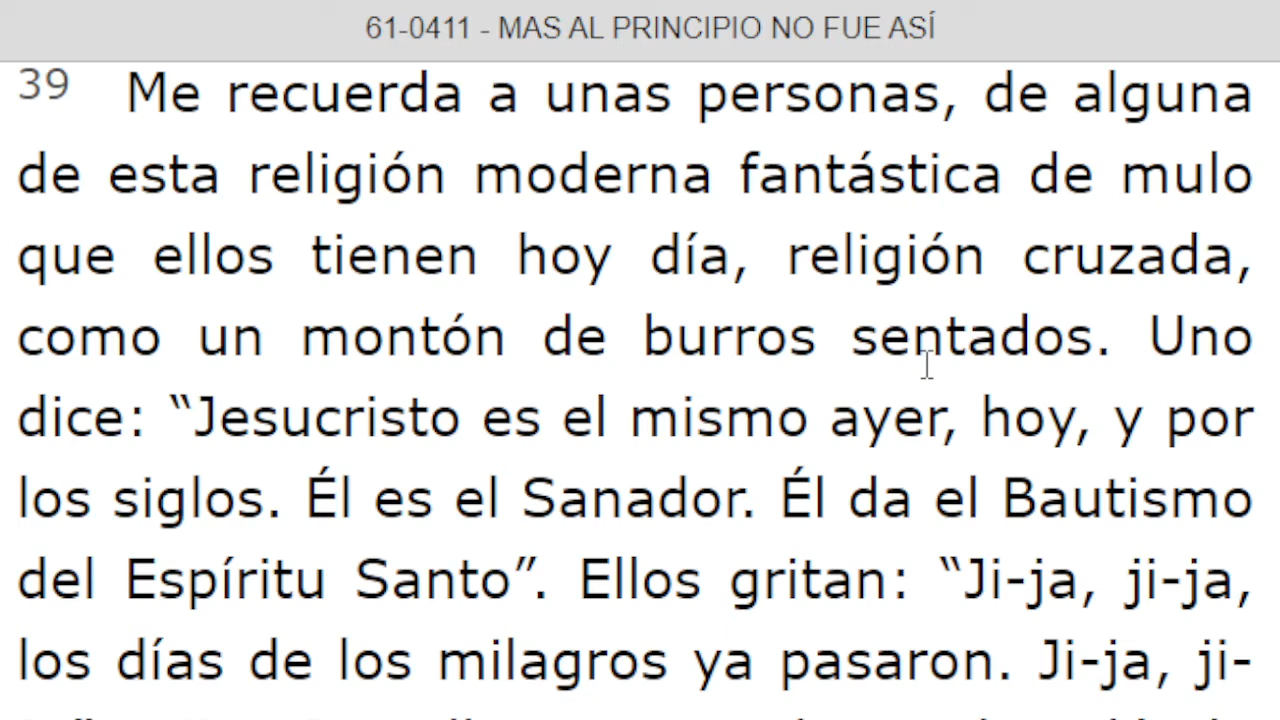 61-0411 - MAS AL PRINCIPIO NO FUE ASÍ
39 Me recuerda a unas personas, de alguna
de esta religión moderna fantástica de mulo
que ellos tienen hoy día, religión cruzada,
como un montón de burros sentados. Uno
dice: “Jesucristo es el mismo ayer, hoy, y por
los siglos. Él es el Sanador. Él da el Bautismo
del Espíritu Santo”. Ellos gritan: “Ji-ja, ji-ja,
los días de los milagros ya pasaron. Ji-ja, ji-